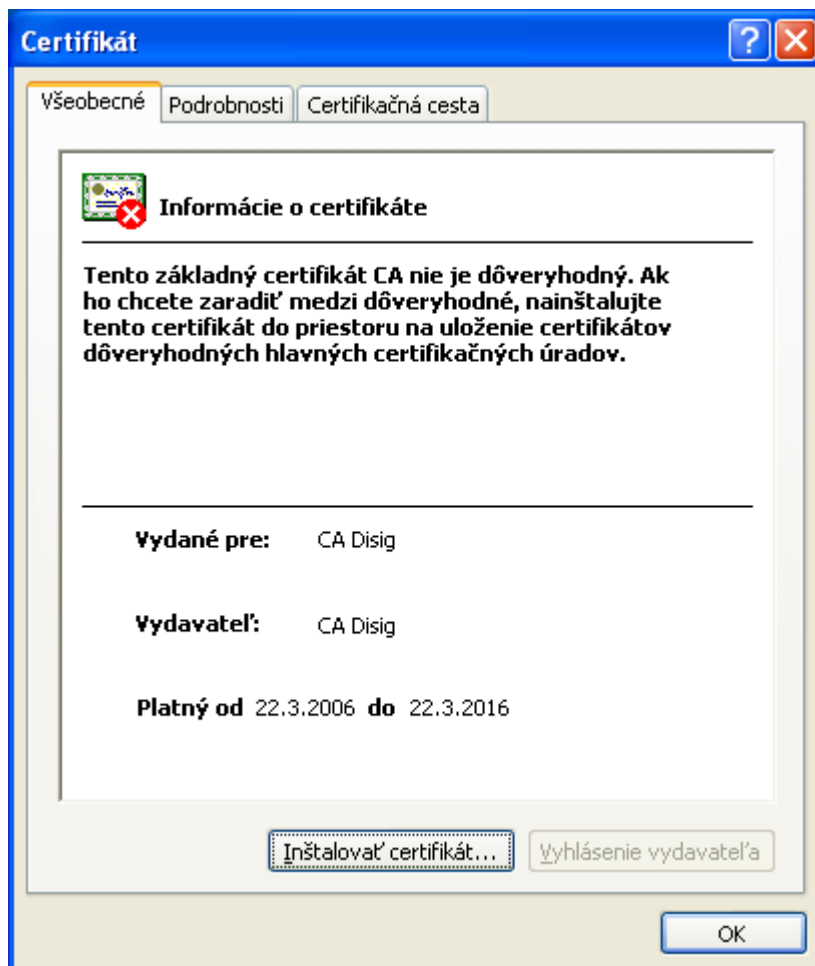 Certifikát
Všeobecné
Podrobnosti
Certifikačná cesta
Informácie o certifikáte
Tento základný certifikát CA nie je dôveryhodný. Ak
ho chcete zaradiť medzi dôveryhodné, nainštalujte
tento certifikát do priestoru na uloženie certifikátov
dôveryhodných hlavných certifikačných úradov.
Vydané pre: CA Disig
Vydavateľ: CA Disig
Platný od 22.3.2006 do 22.3.2016
Inštalovať certifikát...
Vyhlásenie vydavateľa
OK